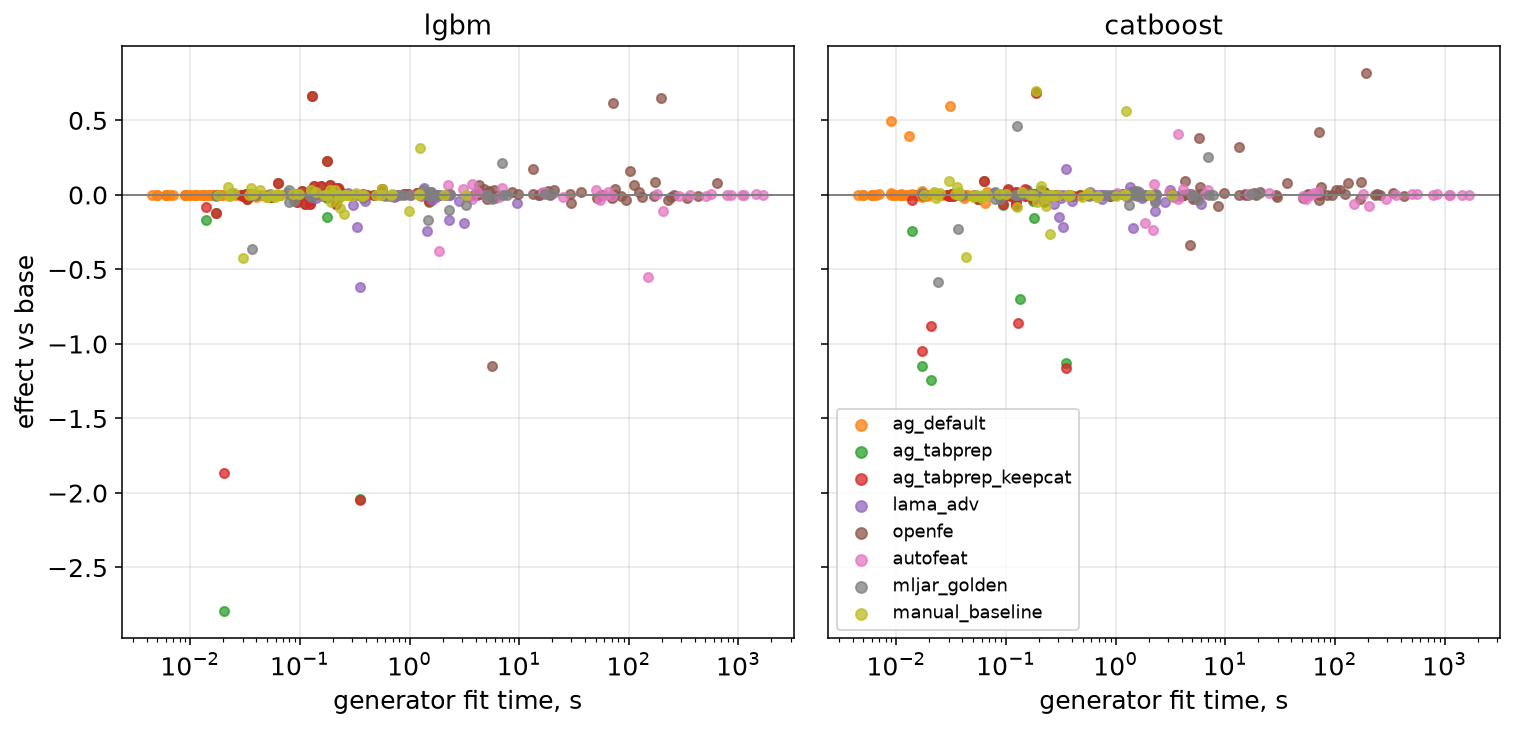 lgbm
catboost
effect vs base
0.5
0.0
−0.5
−1.0
−1.5
−2.0
−2.5
ag_default
ag_tabprep
ag_tabprep_keepcat
lama_adv
openfe
autofeat
mljar_golden
manual_baseline
10⁻² 10⁻¹ 10⁰ 10¹ 10² 10³
10⁻² 10⁻¹ 10⁰ 10¹ 10² 10³
generator fit time, s
generator fit time, s